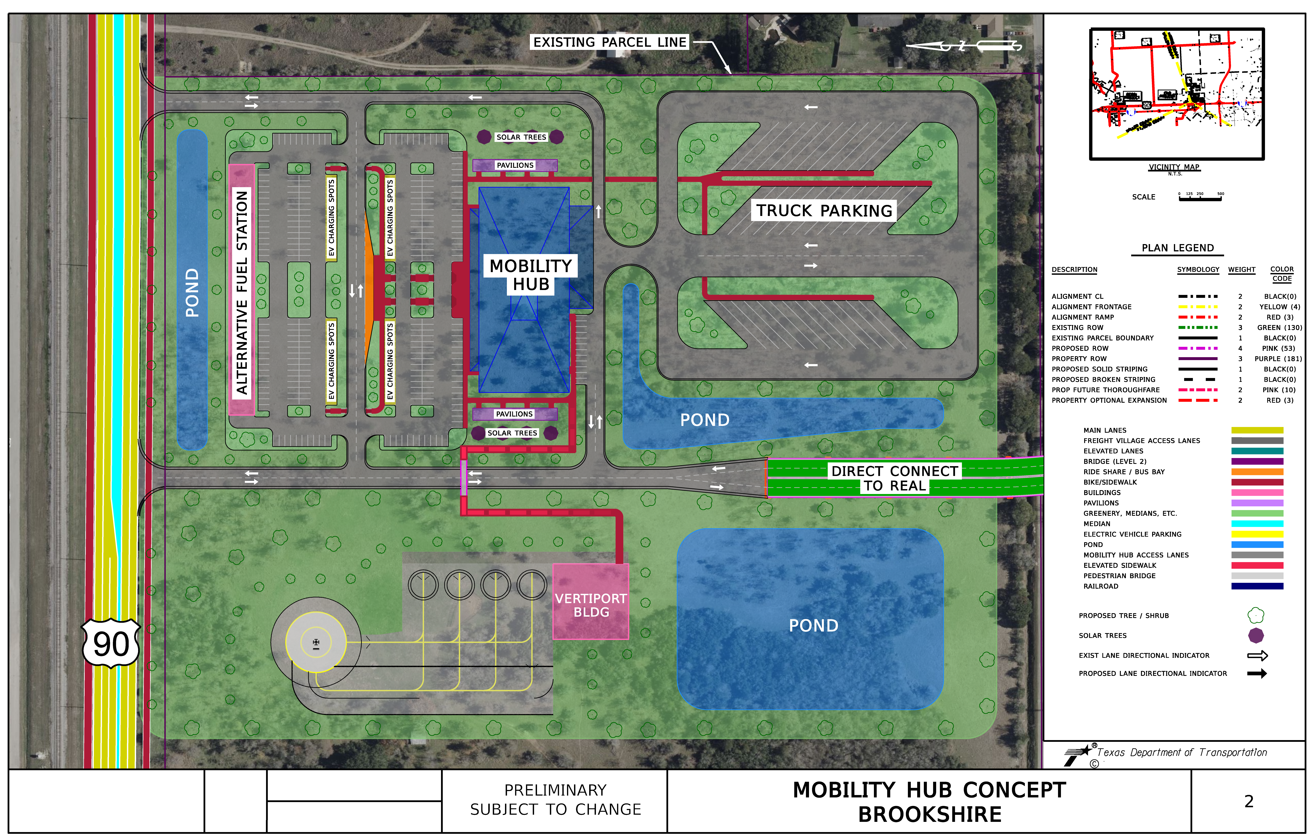 EXISTING PARCEL LINE
N
SOLAR TREES
PAVILIONS
POND
ALTERNATIVE FUEL STATION
EV CHARGING SPOTS
EV CHARGING SPOTS
EV CHARGING SPOTS
EV CHARGING SPOTS
MOBILITY
HUB
TRUCK PARKING
PAVILIONS
SOLAR TREES
POND
DIRECT CONNECT
TO REAL
VERTIPORT
BLDG
POND
90
VICINITY MAP
N.T.S.
SCALE
0 125 250 500
PLAN LEGEND
DESCRIPTION SYMBOLOGY WEIGHT COLOR
CODE
ALIGNMENT CL 2 BLACK(0)
ALIGNMENT FRONTAGE 2 YELLOW (4)
ALIGNMENT RAMP 2 RED (3)
EXISTING ROW 3 GREEN (130)
EXISTING PARCEL BOUNDARY 1 BLACK(0)
PROPOSED ROW 4 PINK (53)
PROPERTY ROW 3 PURPLE (181)
PROPOSED SOLID STRIPING 1 BLACK(0)
PROPOSED BROKEN STRIPING 1 BLACK(0)
PROP FUTURE THOROUGHFARE 2 PINK (10)
PROPERTY OPTIONAL EXPANSION 2 RED (3)
MAIN LANES
FREIGHT VILLAGE ACCESS LANES
ELEVATED LANES
BRIDGE (LEVEL 2)
RIDE SHARE / BUS BAY
BIKE/SIDEWALK
BUILDINGS
PAVILIONS
GREENERY, MEDIANS, ETC.
MEDIAN
ELECTRIC VEHICLE PARKING
POND
MOBILITY HUB ACCESS LANES
ELEVATED SIDEWALK
PEDESTRIAN BRIDGE
RAILROAD
PROPOSED TREE / SHRUB
SOLAR TREES
EXIST LANE DIRECTIONAL INDICATOR
PROPOSED LANE DIRECTIONAL INDICATOR
® Texas Department of Transportation
©
PRELIMINARY
SUBJECT TO CHANGE
MOBILITY HUB CONCEPT
BROOKSHIRE
2